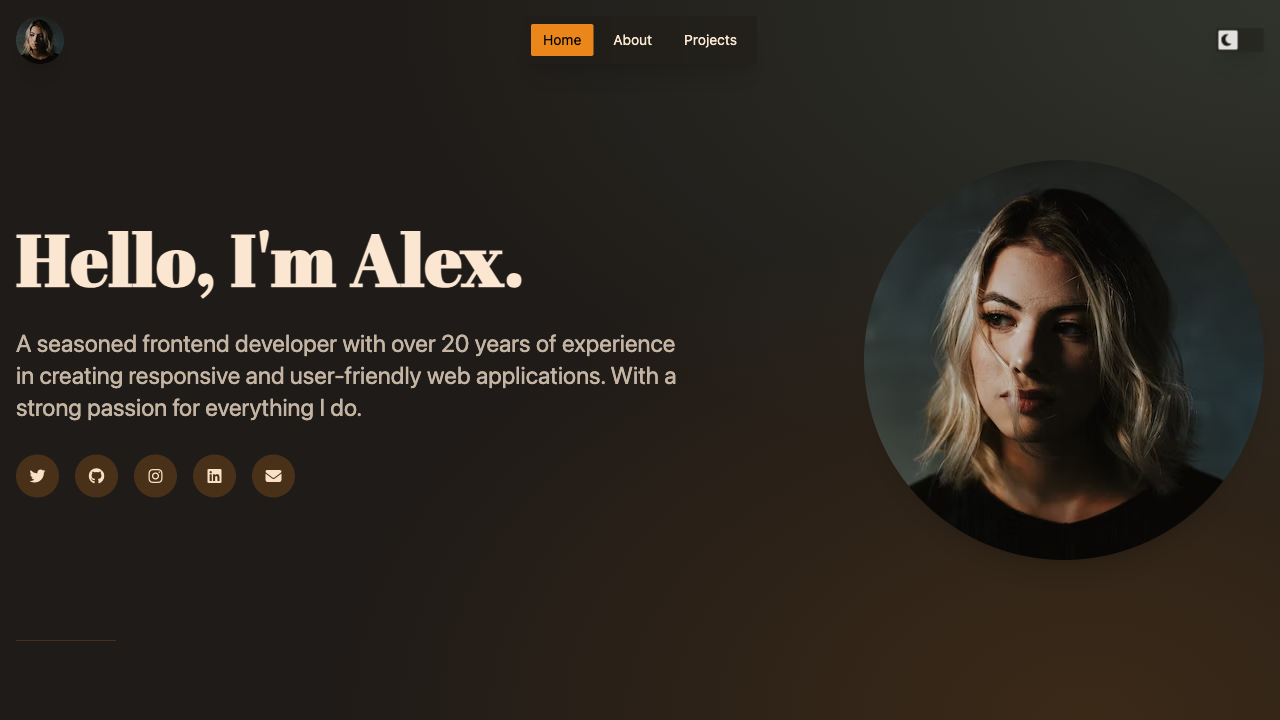 Home
About
Projects
Hello, I'm Alex.
A seasoned frontend developer with over 20 years of experience
in creating responsive and user-friendly web applications. With a
strong passion for everything I do.